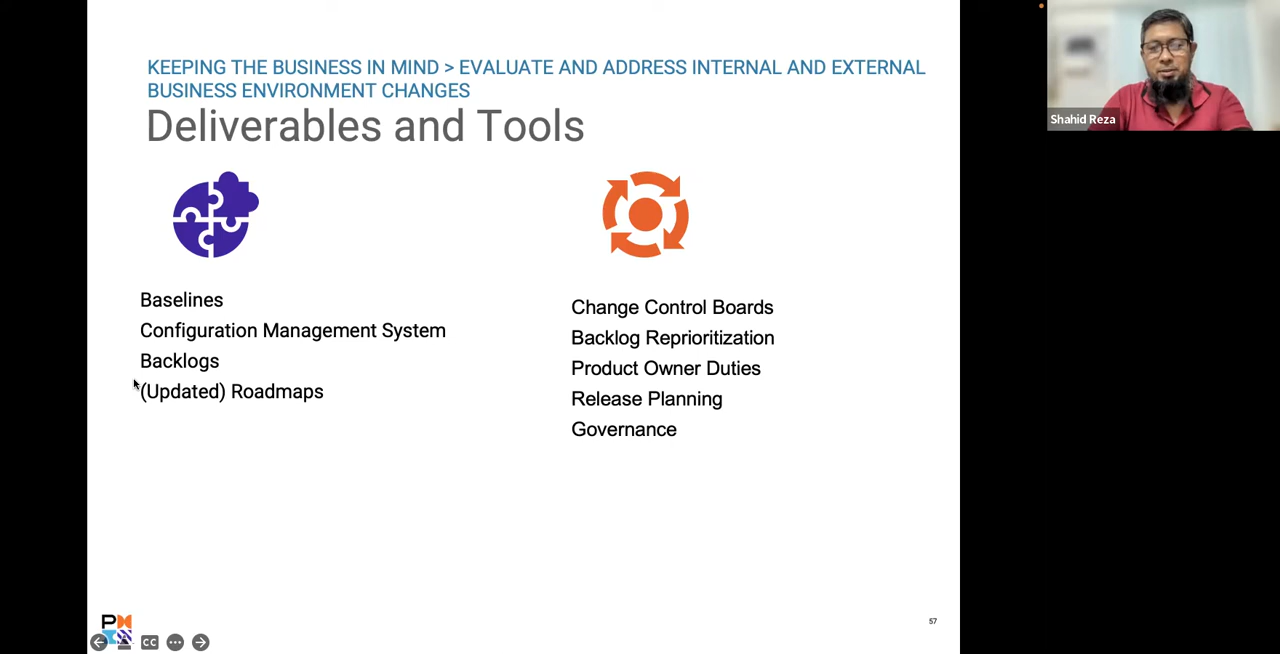 KEEPING THE BUSINESS IN MIND > EVALUATE AND ADDRESS INTERNAL AND EXTERNAL
BUSINESS ENVIRONMENT CHANGES
Deliverables and Tools
Baselines
Configuration Management System
Backlogs
(Updated) Roadmaps
Change Control Boards
Backlog Reprioritization
Product Owner Duties
Release Planning
Governance
Shahid Reza
57
CC